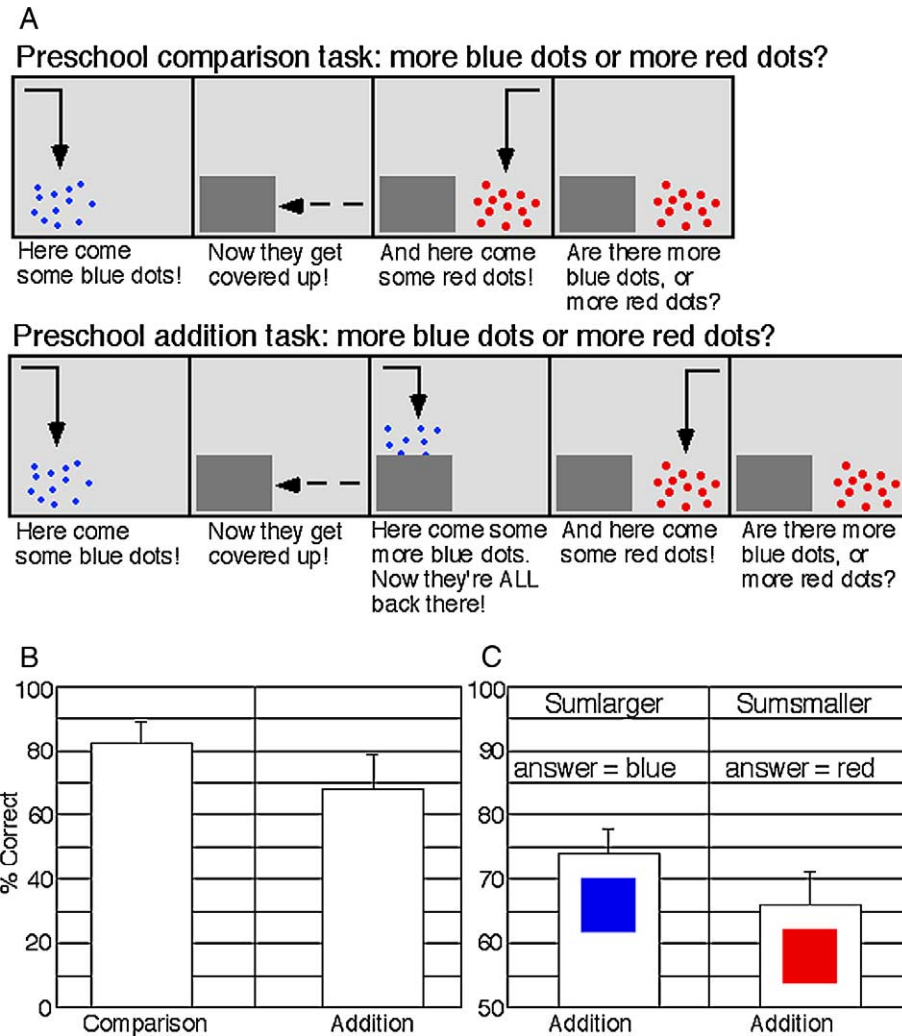 A
Preschool comparison task: more blue dots or more red dots?
Here come
some blue dots!
Now they get
covered up!
And here come
some red dots!
Are there more
blue dots, or
more red dots?
Preschool addition task: more blue dots or more red dots?
Here come
some blue dots!
Now they get
covered up!
Here come some
more blue dots.
Now they're ALL
back there!
And here come
some red dots!
Are there more
blue dots, or
more red dots?
B
% Correct
100
80
60
40
20
0
Comparison
Addition
C
100
90
80
70
60
50
Sumlarger
Sumsmaller
answer = blue
answer = red
Addition
Addition